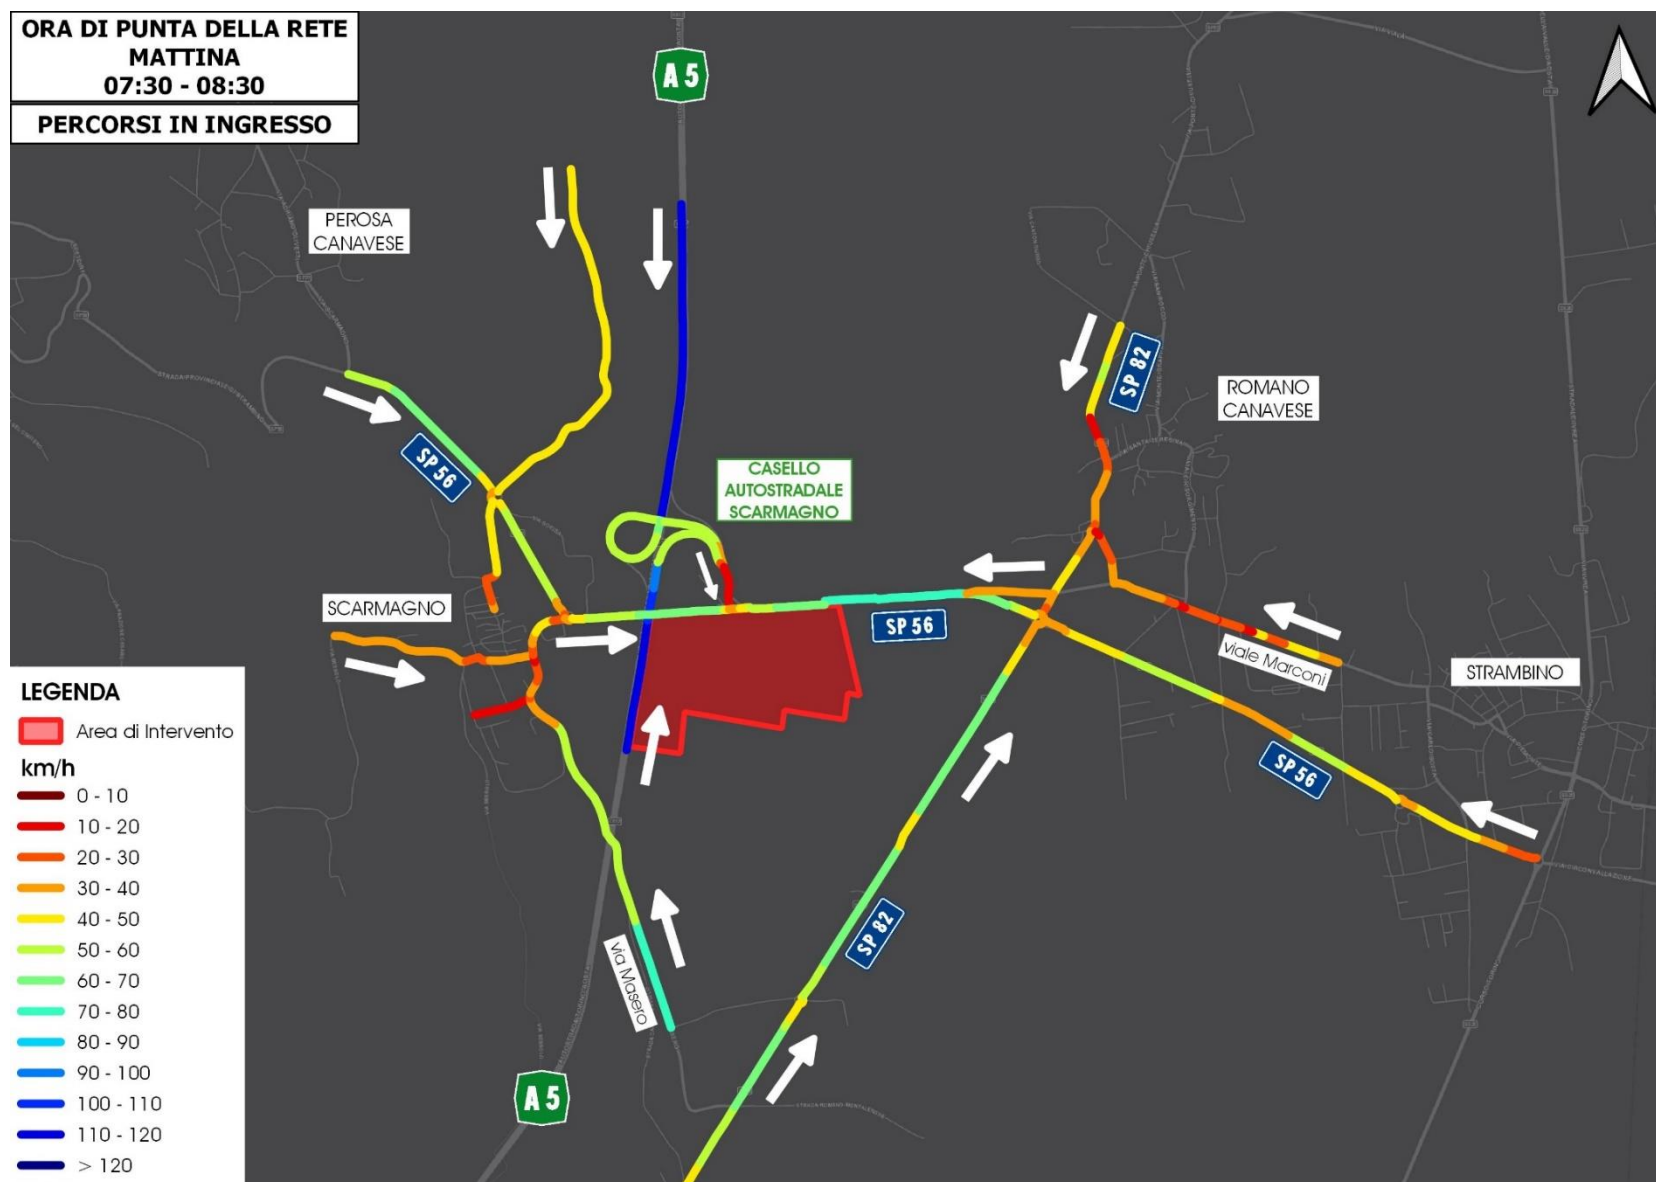 ORA DI PUNTA DELLA RETE
MATTINA
07:30 - 08:30
PERCORSI IN INGRESSO
A 5
PEROSA
CANAVESE
SP 82
ROMANO
CANAVESE
SP 56
CASELLO
AUTOSTRADALE
SCARMAGNO
SCARMAGNO
SP 56
viale Marconi
STRAMBINO
SP 56
SP 82
via Masero
A 5
LEGENDA
Area di Intervento
km/h
0 - 10
10 - 20
20 - 30
30 - 40
40 - 50
50 - 60
60 - 70
70 - 80
80 - 90
90 - 100
100 - 110
110 - 120
> 120